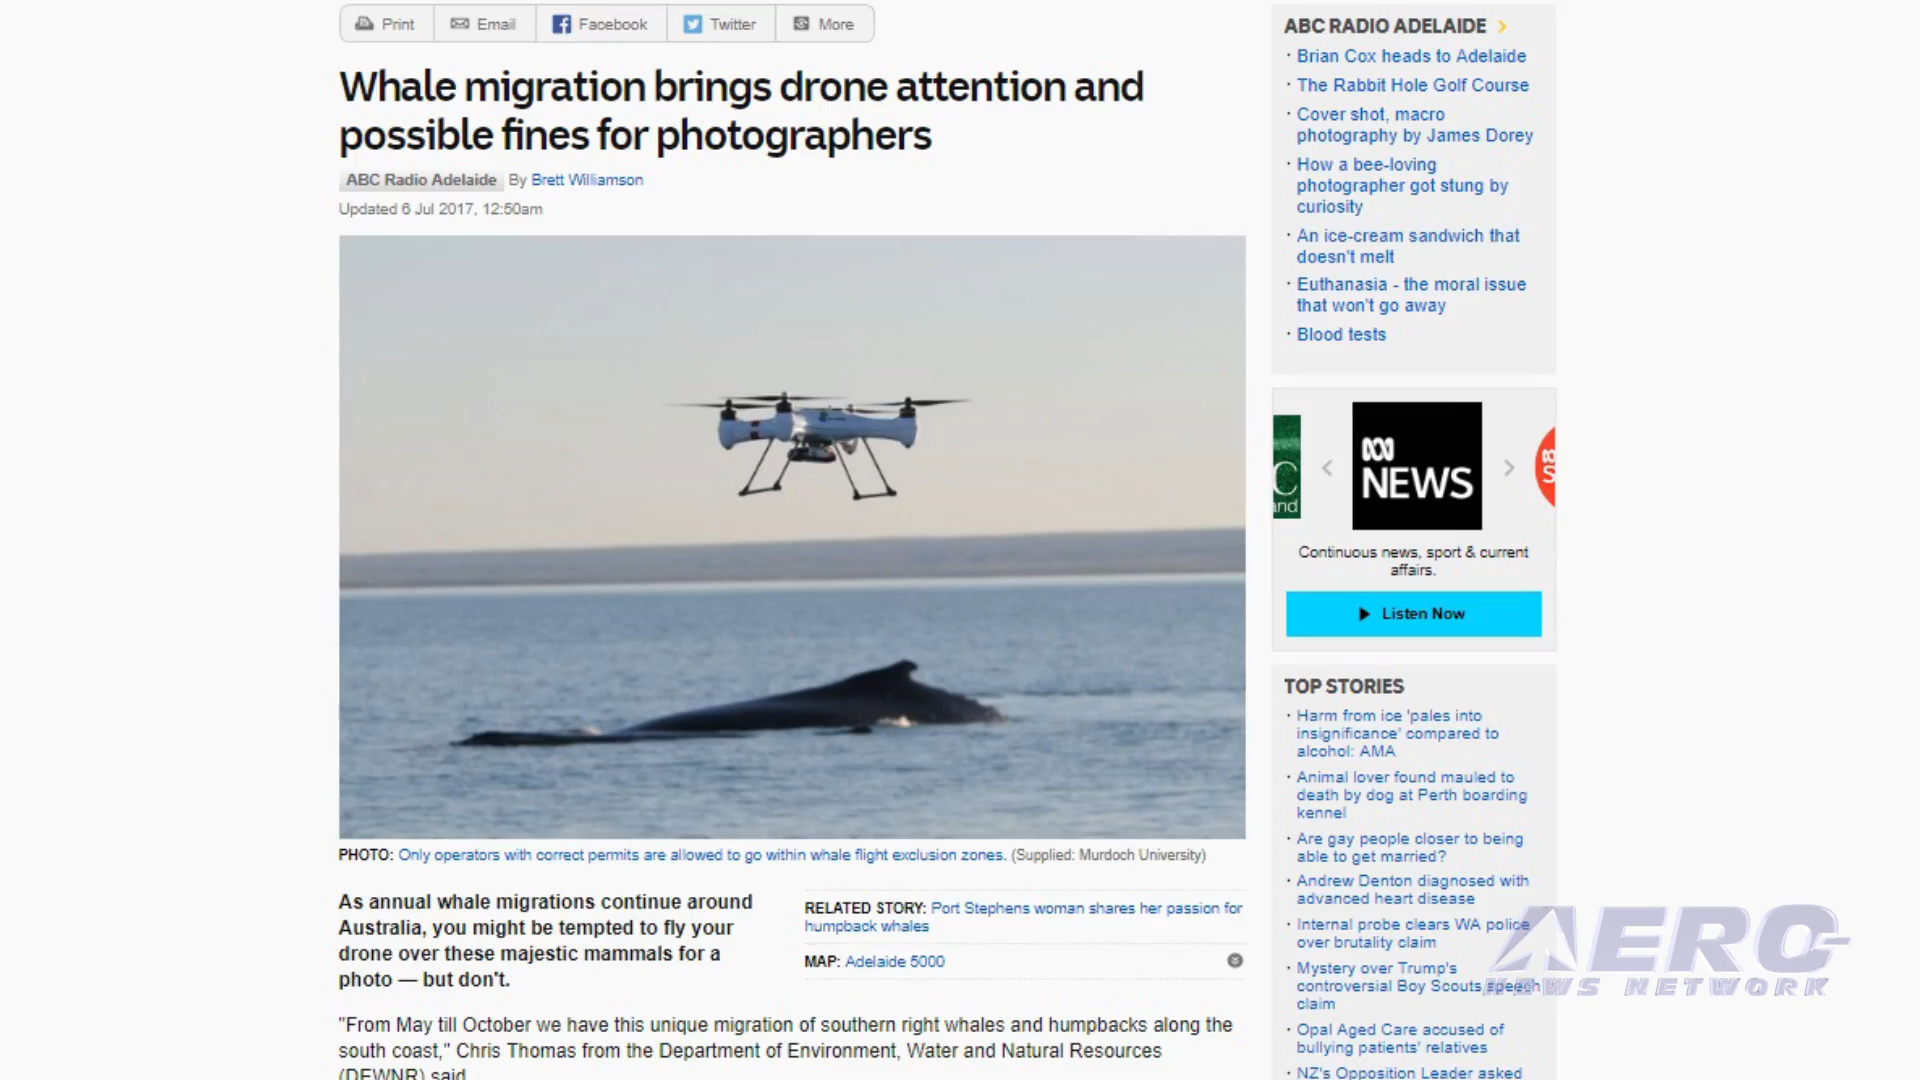 Print
Email
Facebook
Twitter
More
Whale migration brings drone attention and
possible fines for photographers
ABC Radio Adelaide By Brett Williamson
Updated 6 Jul 2017, 12:50am
PHOTO: Only operators with correct permits are allowed to go within whale flight exclusion zones. (Supplied: Murdoch University)
As annual whale migrations continue around
Australia, you might be tempted to fly your
drone over these majestic mammals for a
photo — but don't.
RELATED STORY: Port Stephens woman shares her passion for
humpback whales
MAP: Adelaide 5000
"From May till October we have this unique migration of southern right whales and humpbacks along the
south coast," Chris Thomas from the Department of Environment, Water and Natural Resources
(DEWNR) said
ABC RADIO ADELAIDE
Brian Cox heads to Adelaide
The Rabbit Hole Golf Course
Cover shot, macro
photography by James Dorey
How a bee-loving
photographer got stung by
curiosity
An ice-cream sandwich that
doesn't melt
Euthanasia - the moral issue
that won't go away
Blood tests
C
and
ABC
NEWS
Continuous news, sport & current
affairs.
Listen Now
TOP STORIES
Harm from ice 'pales into
insignificance' compared to
alcohol: AMA
Animal lover found mauled to
death by dog at Perth boarding
kennel
Are gay people closer to being
able to get married?
Andrew Denton diagnosed with
advanced heart disease
Internal probe clears WA police
over brutality claim
Mystery over Trump's
controversial Boy Scouts speech
claim
Opal Aged Care accused of
bullying patients' relatives
NZ's Opposition Leader asked
AERO
NEWS NETWORK